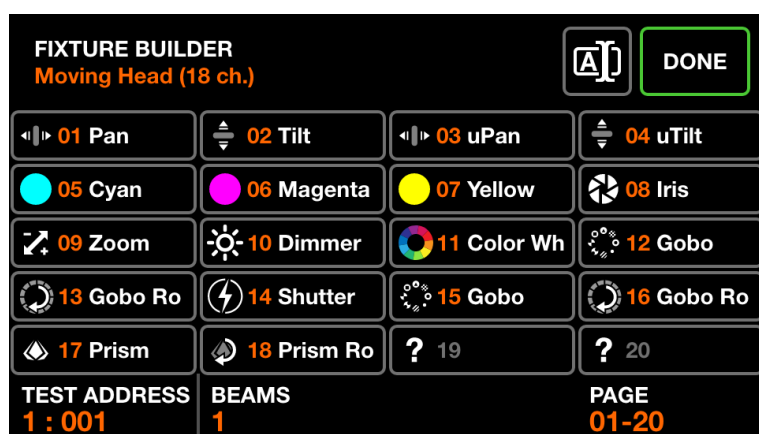 FIXTURE BUILDER
Moving Head (18 ch.)
A
DONE
01 Pan
02 Tilt
03 uPan
04 uTilt
05 Cyan
06 Magenta
07 Yellow
08 Iris
09 Zoom
10 Dimmer
11 Color Wh
12 Gobo
13 Gobo Ro
14 Shutter
15 Gobo
16 Gobo Ro
17 Prism
18 Prism Ro
? 19
? 20
TEST ADDRESS
1 : 001
BEAMS
1
PAGE
01-20